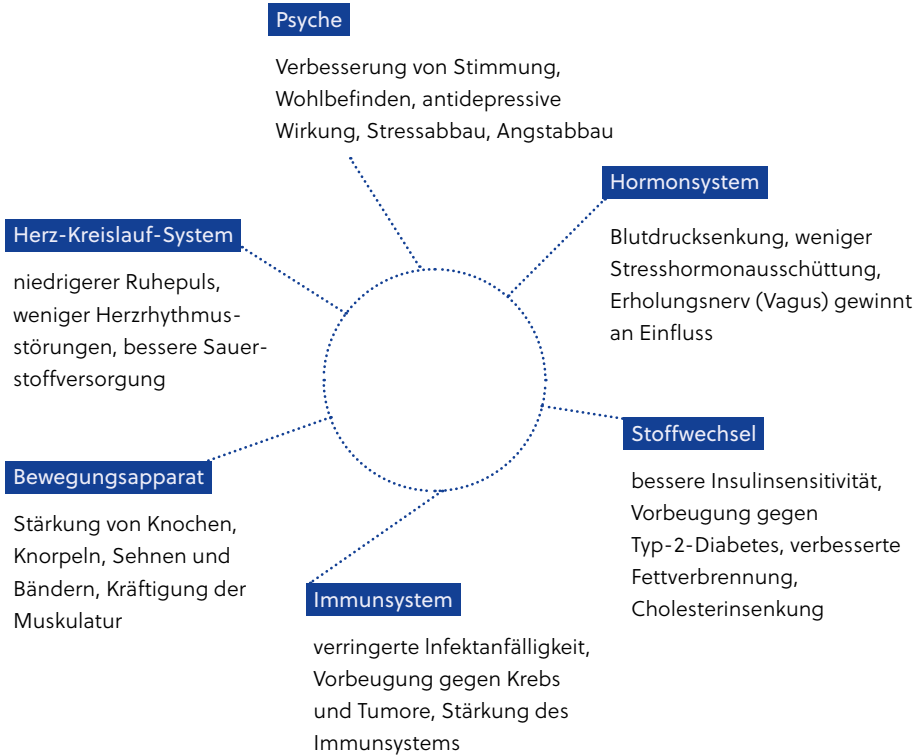 Psyche
Verbesserung von Stimmung,
Wohlbefinden, antidepressive
Wirkung, Stressabbau, Angstabbau
Hormonsystem
Blutdrucksenkung, weniger
Stresshormonausschüttung,
Erholungsnerv (Vagus) gewinnt
an Einfluss
Herz-Kreislauf-System
niedrigerer Ruhepuls,
weniger Herzrhythmus-
störungen, bessere Sauer-
stoffversorgung
Stoffwechsel
bessere Insulinsensitivität,
Vorbeugung gegen
Typ-2-Diabetes, verbesserte
Fettverbrennung,
Cholesterinsenkung
Bewegungsapparat
Stärkung von Knochen,
Knorpeln, Sehnen und
Bändern, Kräftigung der
Muskulatur
Immunsystem
verringerte Infektanfälligkeit,
Vorbeugung gegen Krebs
und Tumore, Stärkung des
Immunsystems